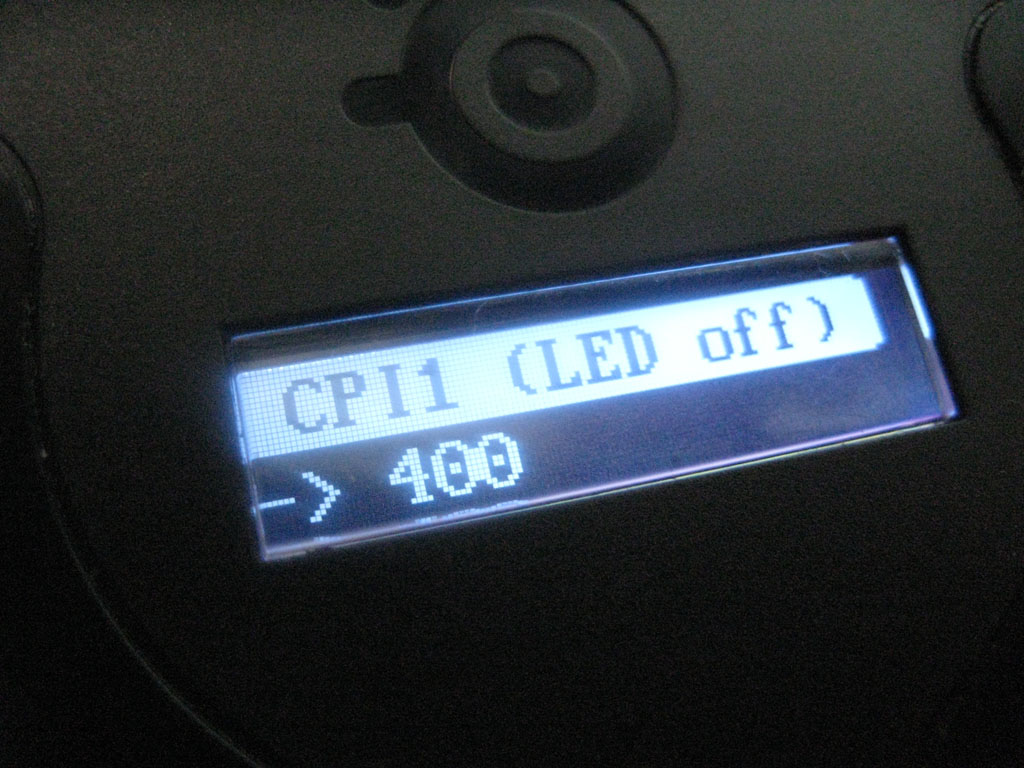 CPI1 (LED off)
-> 400